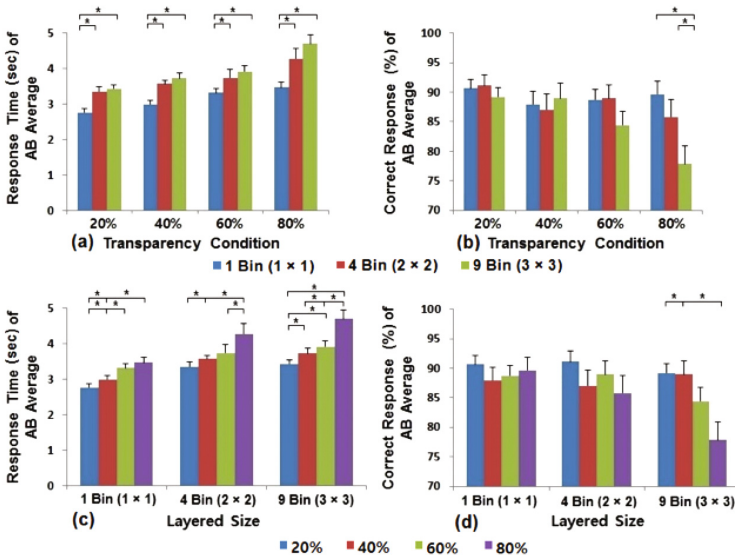 Response Time (sec) of
AB Average
5
4
3
2
1
0
* * * * * * * *
20% 40% 60% 80%
(a) Transparency Condition
Correct Response (%) of
AB Average
100
95
90
85
80
75
70
* *
20% 40% 60% 80%
(b) Transparency Condition
1 Bin (1 × 1) 4 Bin (2 × 2) 9 Bin (3 × 3)
Response Time (sec) of
AB Average
5
4
3
2
1
0
* * * * * * * * * * * *
1 Bin (1 × 1) 4 Bin (2 × 2) 9 Bin (3 × 3)
(c) Layered Size
Correct Response (%) of
AB Average
100
95
90
85
80
75
70
* *
1 Bin (1 × 1) 4 Bin (2 × 2) 9 Bin (3 × 3)
(d) Layered Size
20% 40% 60% 80%